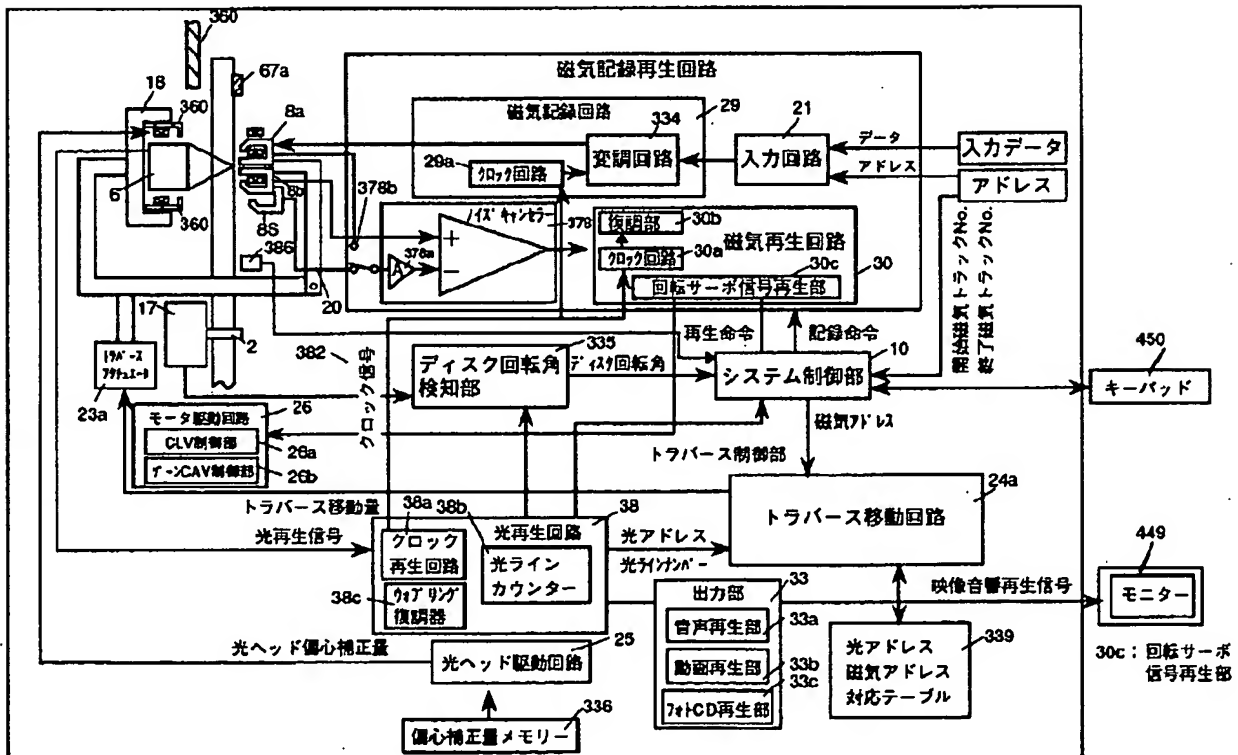 360
67a
18
360
8a
6
8b
8S
360
386
378b
20
17
2
382
トラバース
アクチュエータ
23a
磁気記録再生回路
磁気記録回路
29
334
変調回路
29a
クロック回路
21
入力回路
データ
アドレス
入力データ
アドレス
ノイズキャンセラー
378
378a
A
+
−
復調部
30b
磁気再生回路
クロック回路
30a
30c
30
回転サーボ信号再生部
開始磁気トラックNo.
終了磁気トラックNo.
クロック信号
335
ディスク回転角
検知部
ディスク回転角
再生命令
記録命令
10
システム制御部
450
キーパッド
モータ駆動回路
26
CLV制御部
26a
ゾーンCAV制御部
26b
磁気アドレス
トラバース制御部
24a
トラバース移動回路
トラバース移動量
38a
38b
38
光再生回路
光再生信号
クロック
再生回路
光ライン
カウンター
38c
ウォブリング
復調器
光アドレス
光ラインナンバー
33
出力部
音声再生部
33a
動画再生部
33b
33c
フォトCD再生部
映像音響再生信号
449
モニター
光アドレス
磁気アドレス
対応テーブル
339
30c：回転サーボ
信号再生部
光ヘッド偏心補正量
25
光ヘッド駆動回路
336
偏心補正量メモリー